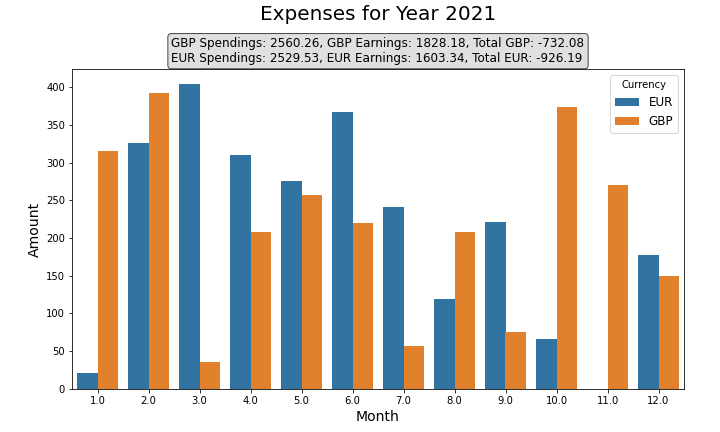 Expenses for Year 2021
GBP Spendings: 2560.26, GBP Earnings: 1828.18, Total GBP: -732.08
EUR Spendings: 2529.53, EUR Earnings: 1603.34, Total EUR: -926.19
Currency
EUR
GBP
400
350
300
250
200
150
100
50
0
Amount
1.0 2.0 3.0 4.0 5.0 6.0 7.0 8.0 9.0 10.0 11.0 12.0
Month